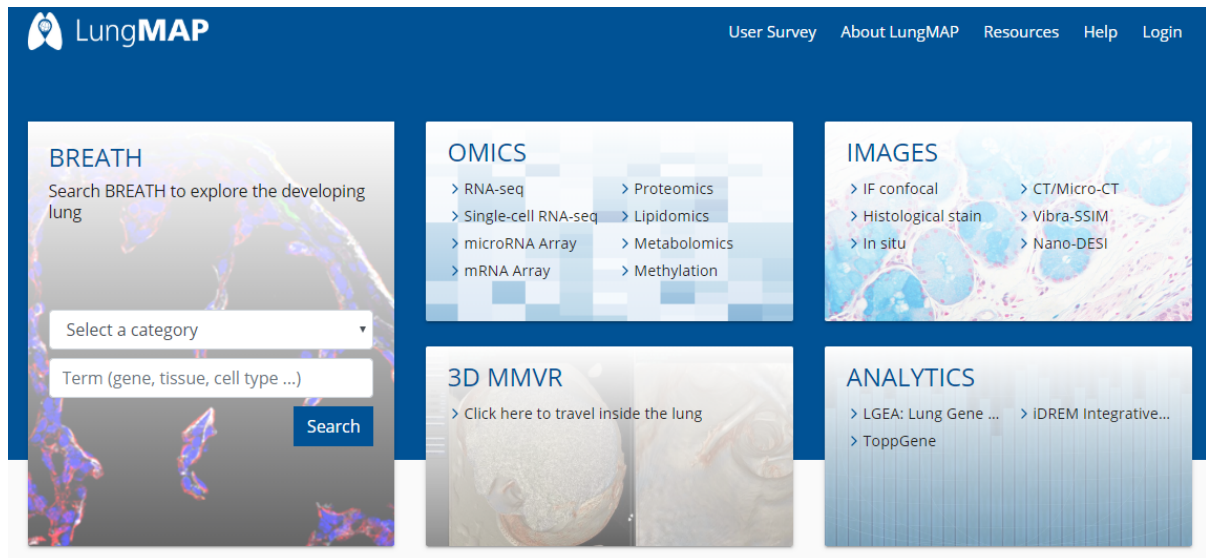 LungMAP
User Survey About LungMAP Resources Help Login
BREATH
Search BREATH to explore the developing
lung
Select a category
Term (gene, tissue, cell type ...)
Search
OMICS
> RNA-seq > Proteomics
> Single-cell RNA-seq > Lipidomics
> microRNA Array > Metabolomics
> mRNA Array > Methylation
IMAGES
> IF confocal > CT/Micro-CT
> Histological stain > Vibra-SSIM
> In situ > Nano-DESI
3D MMVR
> Click here to travel inside the lung
ANALYTICS
> LGEA: Lung Gene ... > iDREM Integrative...
> ToppGene